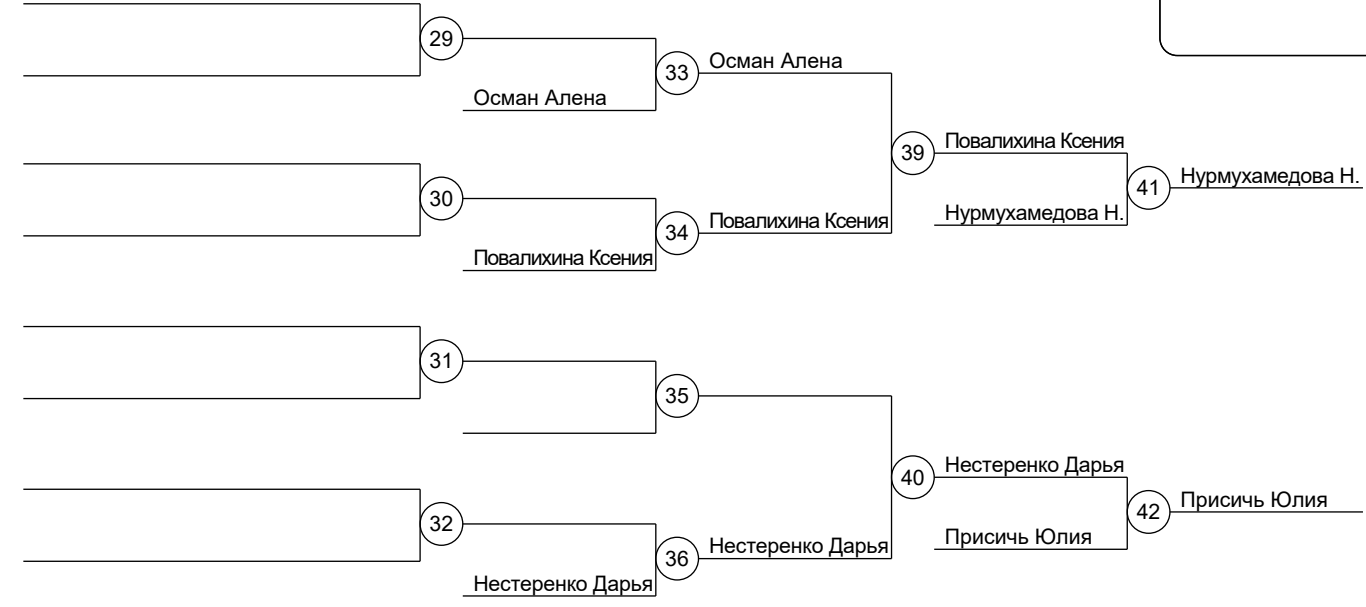 29
Осман Алена
33
Осман Алена
39
Повалихина Ксения
41
Нурмухамедова Н.
30
34
Повалихина Ксения
Нурмухамедова Н.
Повалихина Ксения
31
35
40
Нестеренко Дарья
42
Присичь Юлия
32
36
Нестеренко Дарья
Присичь Юлия
Нестеренко Дарья